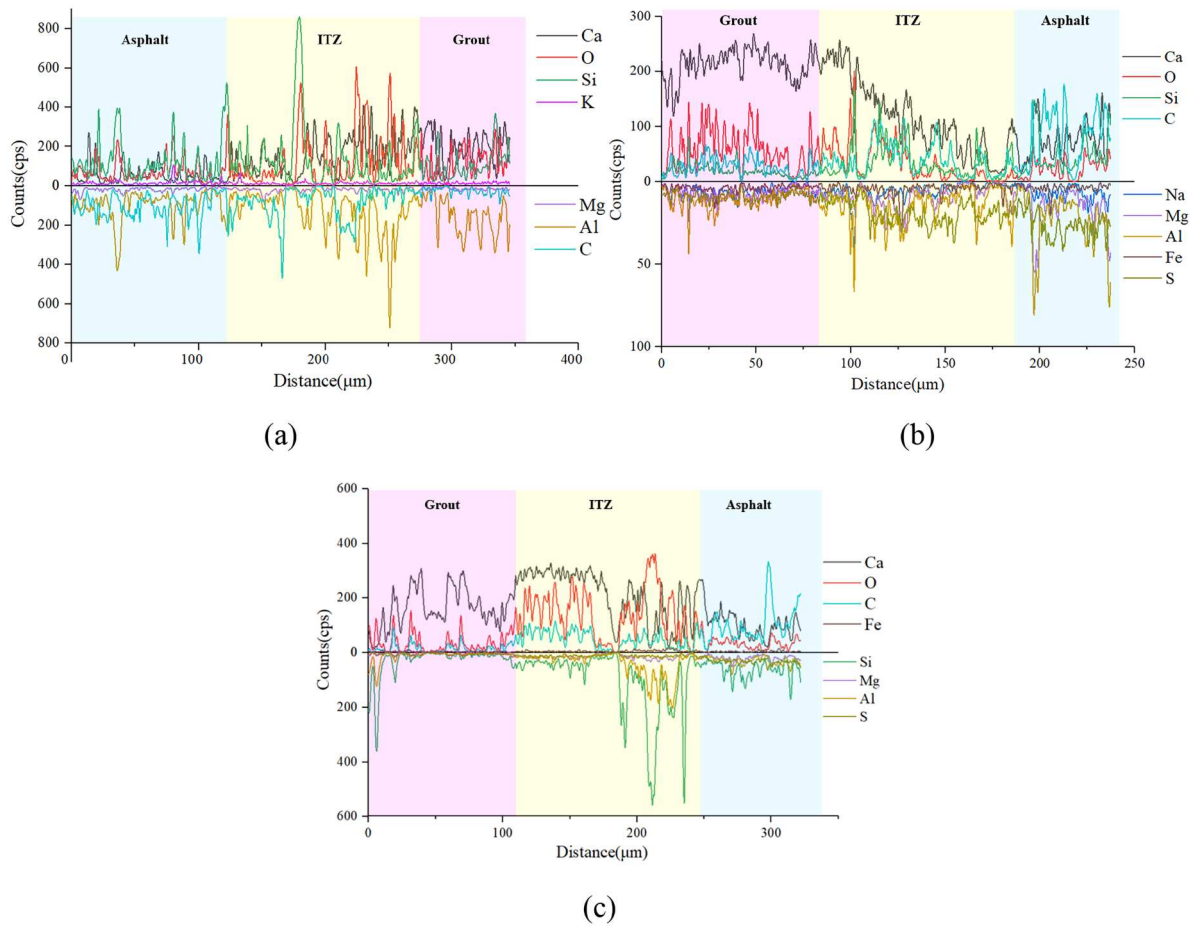 Asphalt ITZ Grout
Ca
O
Si
K
Mg
Al
C
800
600
400
200
0
200
400
600
800
Counts(cps)
0 100 200 300 400
Distance(μm)
(a)
Grout ITZ Asphalt
Ca
O
Si
C
Na
Mg
Al
Fe
S
300
200
100
0
50
100
Counts(cps)
0 50 100 150 200 250
Distance(μm)
(b)
Grout ITZ Asphalt
Ca
O
C
Fe
Si
Mg
Al
S
600
400
200
0
200
400
600
Counts(cps)
0 100 200 300
Distance(μm)
(c)